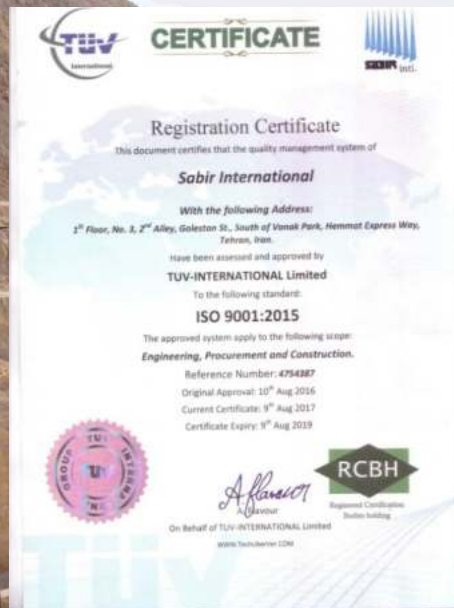 TÜV
International
CERTIFICATE
intl.
Registration Certificate
This document certifies that the quality management system of
Sabir International
With the following Address:
1st Floor, No. 3, 2nd Alley, Golestan St., South of Vanak Park, Hemmat Express Way,
Tehran, Iran.
Have been assessed and approved by
TUV-INTERNATIONAL Limited
To the following standard:
ISO 9001:2015
The approved system apply to the following scope:
Engineering, Procurement and Construction.
Reference Number: 4754387
Original Approval: 10th Aug 2016
Current Certificate: 9th Aug 2017
Certificate Expiry: 9th Aug 2019
GROUP TUV INTERNA
TUV
RCBH
Registered Certification
Bodies holding
On Behalf of TUV-INTERNATIONAL Limited
TÜV